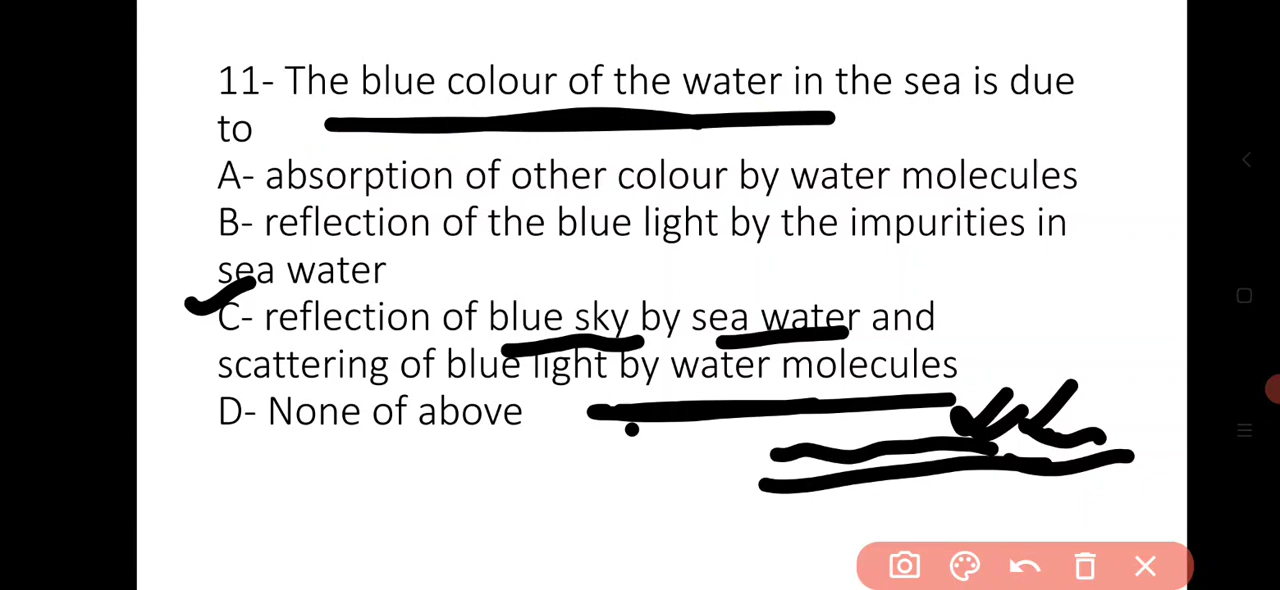 11- The blue colour of the water in the sea is due
to
A- absorption of other colour by water molecules
B- reflection of the blue light by the impurities in
sea water
C- reflection of blue sky by sea water and
scattering of blue light by water molecules
D- None of above